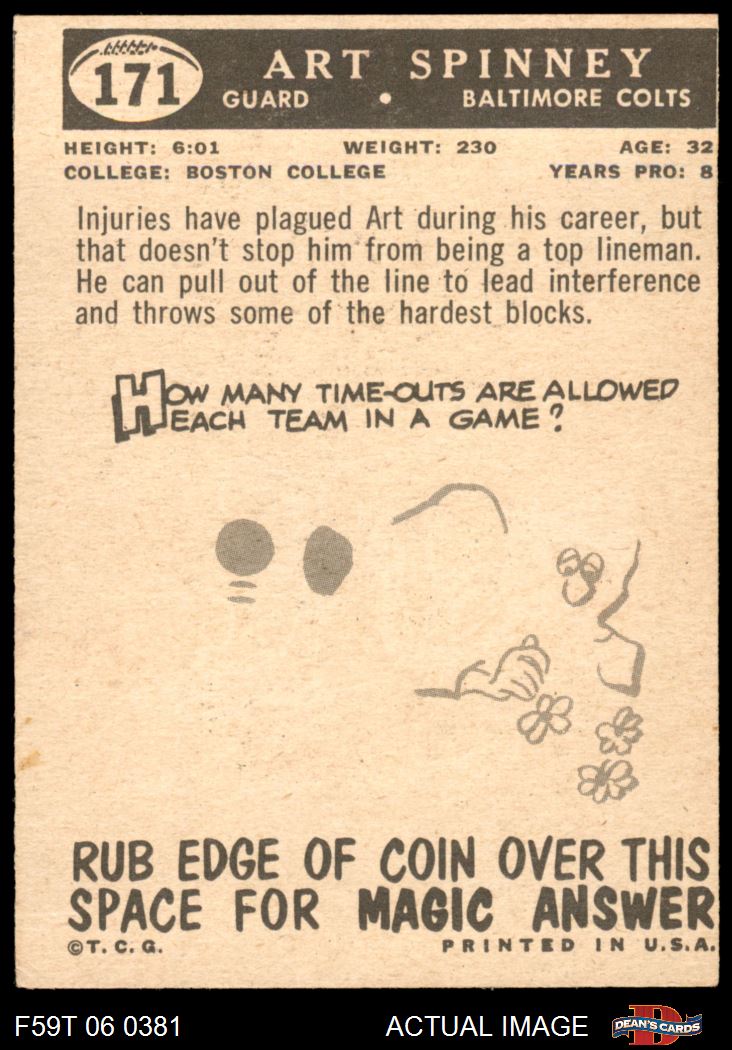 171
ART SPINNEY
GUARD • BALTIMORE COLTS
HEIGHT: 6:01 WEIGHT: 230 AGE: 32
COLLEGE: BOSTON COLLEGE YEARS PRO: 8
Injuries have plagued Art during his career, but
that doesn't stop him from being a top lineman.
He can pull out of the line to lead interference
and throws some of the hardest blocks.
HOW MANY TIME-OUTS ARE ALLOWED
EACH TEAM IN A GAME?
RUB EDGE OF COIN OVER THIS
SPACE FOR MAGIC ANSWER
©T.C.G. PRINTED IN U.S.A.
F59T 06 0381 ACTUAL IMAGE DEAN'S CARDS